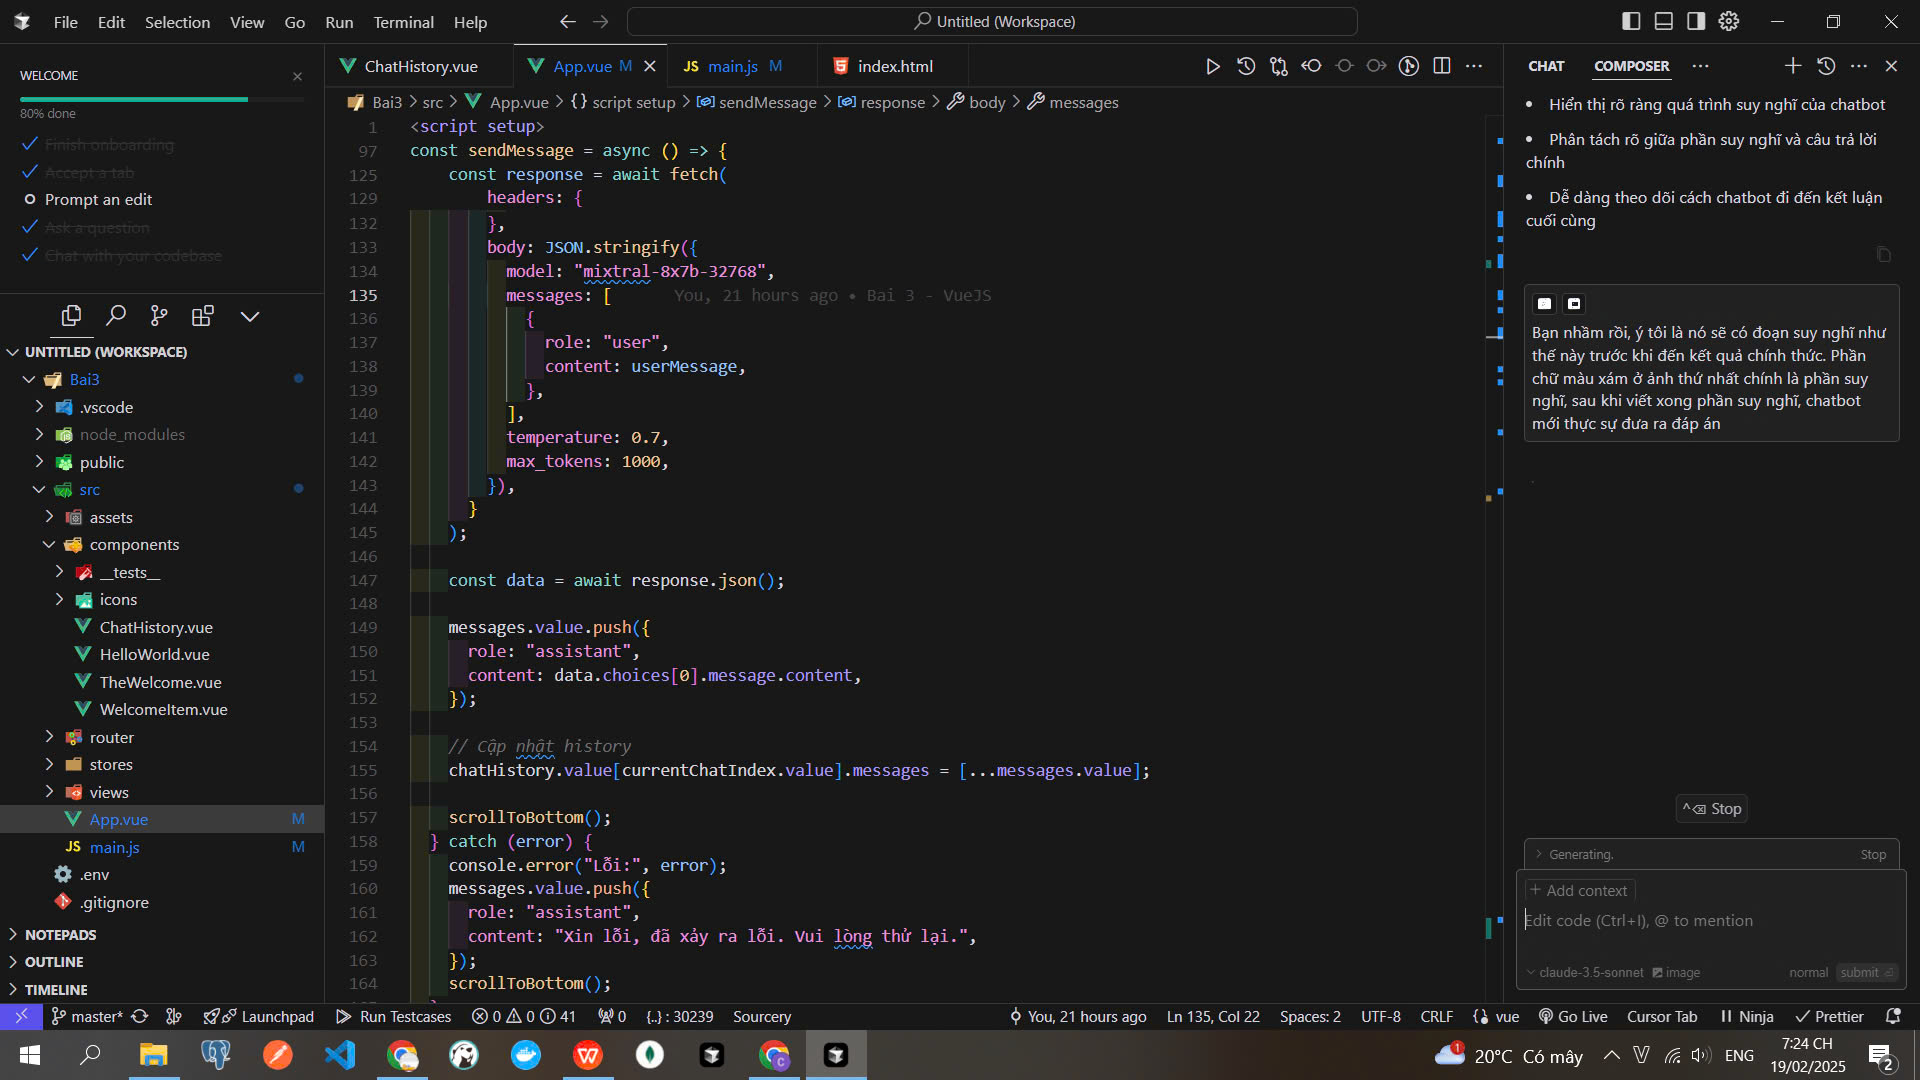 File Edit Selection View Go Run Terminal Help
Untitled (Workspace)
WELCOME
80% done
Finish onboarding
Accept a tab
Prompt an edit
Ask a question
Chat with your codebase
UNTITLED (WORKSPACE)
Bai3
.vscode
node_modules
public
src
assets
components
__tests__
icons
ChatHistory.vue
HelloWorld.vue
TheWelcome.vue
WelcomeItem.vue
router
stores
views
App.vue M
main.js M
.env
.gitignore
NOTEPADS
OUTLINE
TIMELINE
ChatHistory.vue App.vue M JS main.js M index.html
Bai3 > src > App.vue > {} script setup > sendMessage > response > body > messages
1 <script setup>
97 const sendMessage = async () => {
125 const response = await fetch(
129 headers: {
132 },
133 body: JSON.stringify({
134 model: "mixtral-8x7b-32768",
135 messages: [ You, 21 hours ago • Bai 3 - VueJS
136 {
137 role: "user",
138 content: userMessage,
139 },
140 ],
141 temperature: 0.7,
142 max_tokens: 1000,
143 }),
144 }
145 );
146
147 const data = await response.json();
148
149 messages.value.push({
150 role: "assistant",
151 content: data.choices[0].message.content,
152 });
153
154 // Cập nhật history
155 chatHistory.value[currentChatIndex.value].messages = [...messages.value];
156
157 scrollToBottom();
158 } catch (error) {
159 console.error("Lỗi:", error);
160 messages.value.push({
161 role: "assistant",
162 content: "Xin lỗi, đã xảy ra lỗi. Vui lòng thử lại.",
163 });
164 scrollToBottom();
CHAT COMPOSER
• Hiển thị rõ ràng quá trình suy nghĩ của chatbot
• Phân tách rõ giữa phần suy nghĩ và câu trả lời
chính
• Dễ dàng theo dõi cách chatbot đi đến kết luận
cuối cùng
Bạn nhầm rồi, ý tôi là nó sẽ có đoạn suy nghĩ như
thế này trước khi đến kết quả chính thức. Phần
chữ màu xám ở ảnh thứ nhất chính là phần suy
nghĩ, sau khi viết xong phần suy nghĩ, chatbot
mới thực sự đưa ra đáp án
Stop
Generating. Stop
+ Add context
Edit code (Ctrl+I), @ to mention
claude-3.5-sonnet image normal submit
master* Launchpad Run Testcases 0 0 41 0 {..} : 30239 Sourcery You, 21 hours ago Ln 135, Col 22 Spaces: 2 UTF-8 CRLF vue Go Live Cursor Tab Ninja Prettier
1 20°C Có mây ENG 7:24 CH
19/02/2025
2